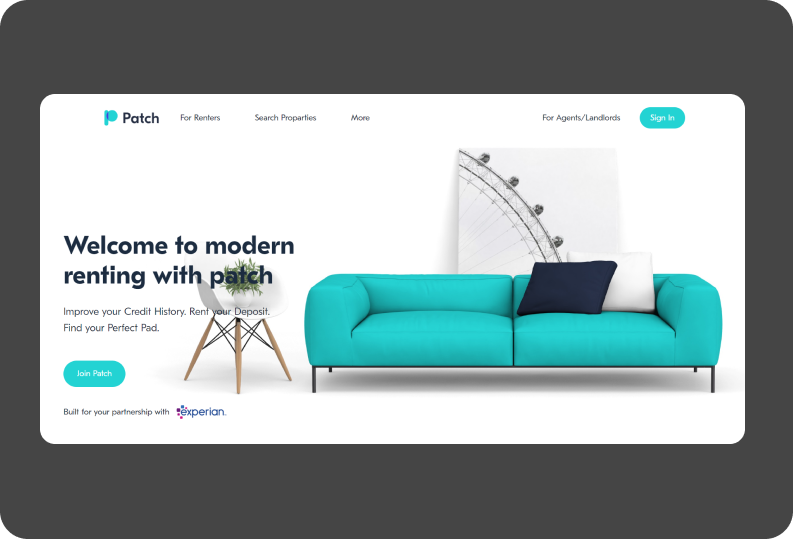 Patch
For Renters
Search Proparties
More
For Agents/Landlords
Sign In
Welcome to modern
renting with patch
Improve your Credit History. Rent your Deposit.
Find your Perfect Pad.
Join Patch
Built for your partnership with experian.